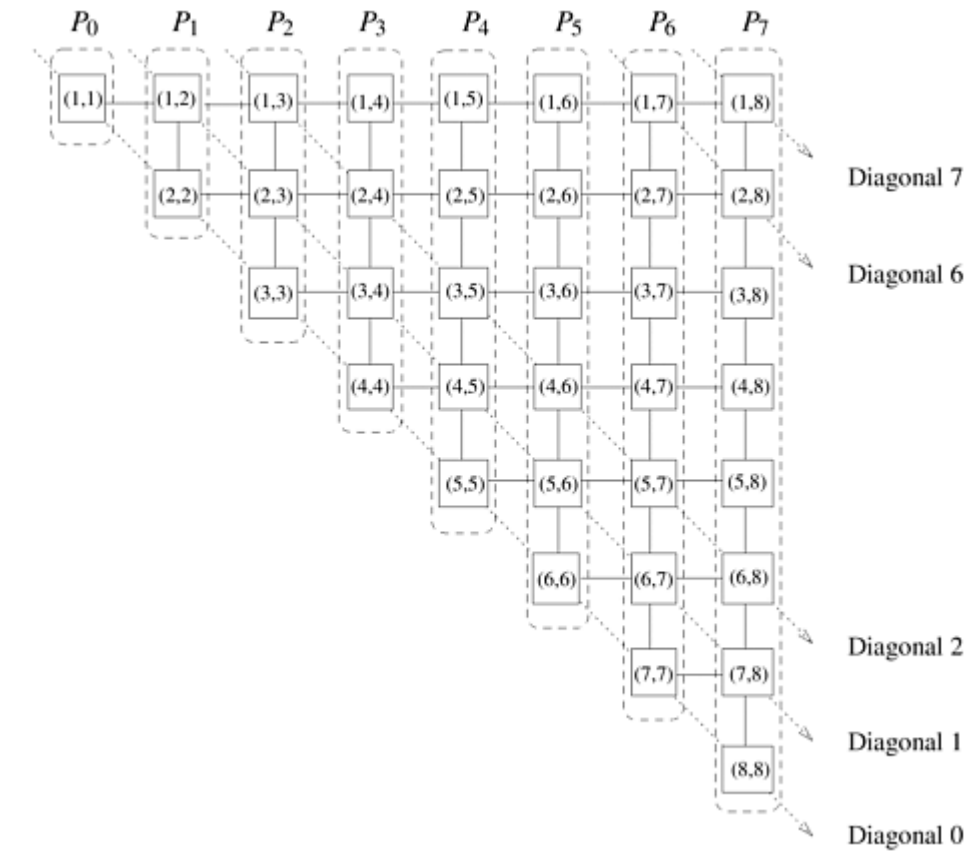 P0 P1 P2 P3 P4 P5 P6 P7
(1,1) (1,2) (1,3) (1,4) (1,5) (1,6) (1,7) (1,8)
Diagonal 7
(2,2) (2,3) (2,4) (2,5) (2,6) (2,7) (2,8)
Diagonal 6
(3,3) (3,4) (3,5) (3,6) (3,7) (3,8)
(4,4) (4,5) (4,6) (4,7) (4,8)
(5,5) (5,6) (5,7) (5,8)
(6,6) (6,7) (6,8)
Diagonal 2
(7,7) (7,8)
Diagonal 1
(8,8)
Diagonal 0